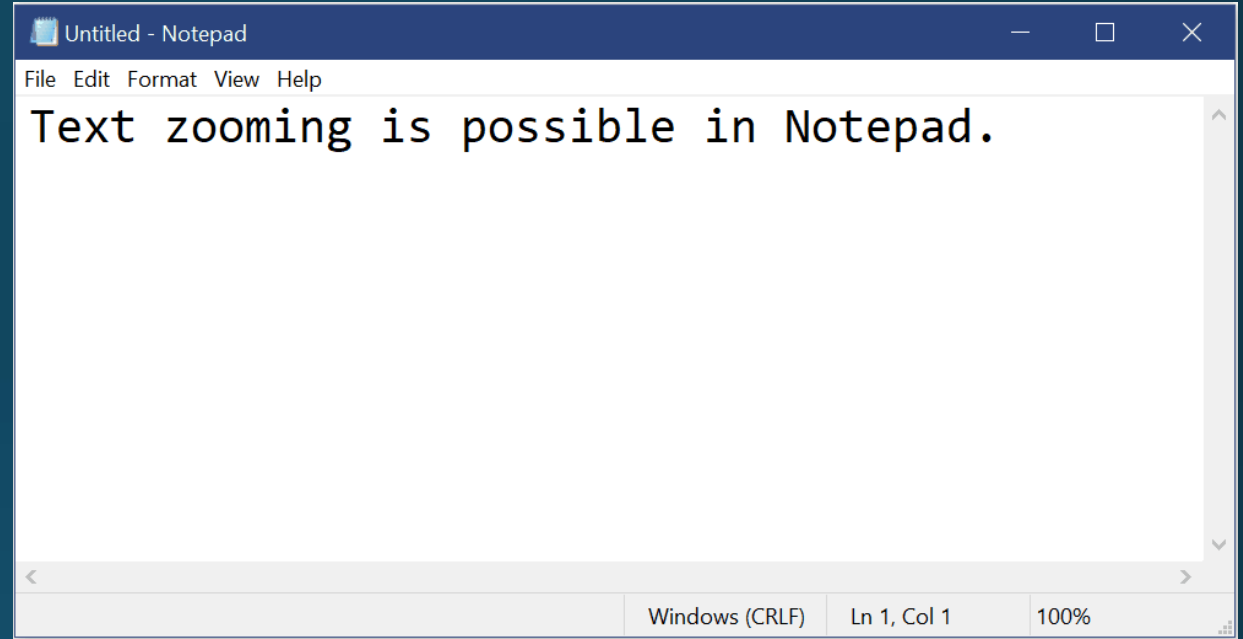 Untitled - Notepad
File Edit Format View Help
Text zooming is possible in Notepad.
Windows (CRLF) Ln 1, Col 1 100%